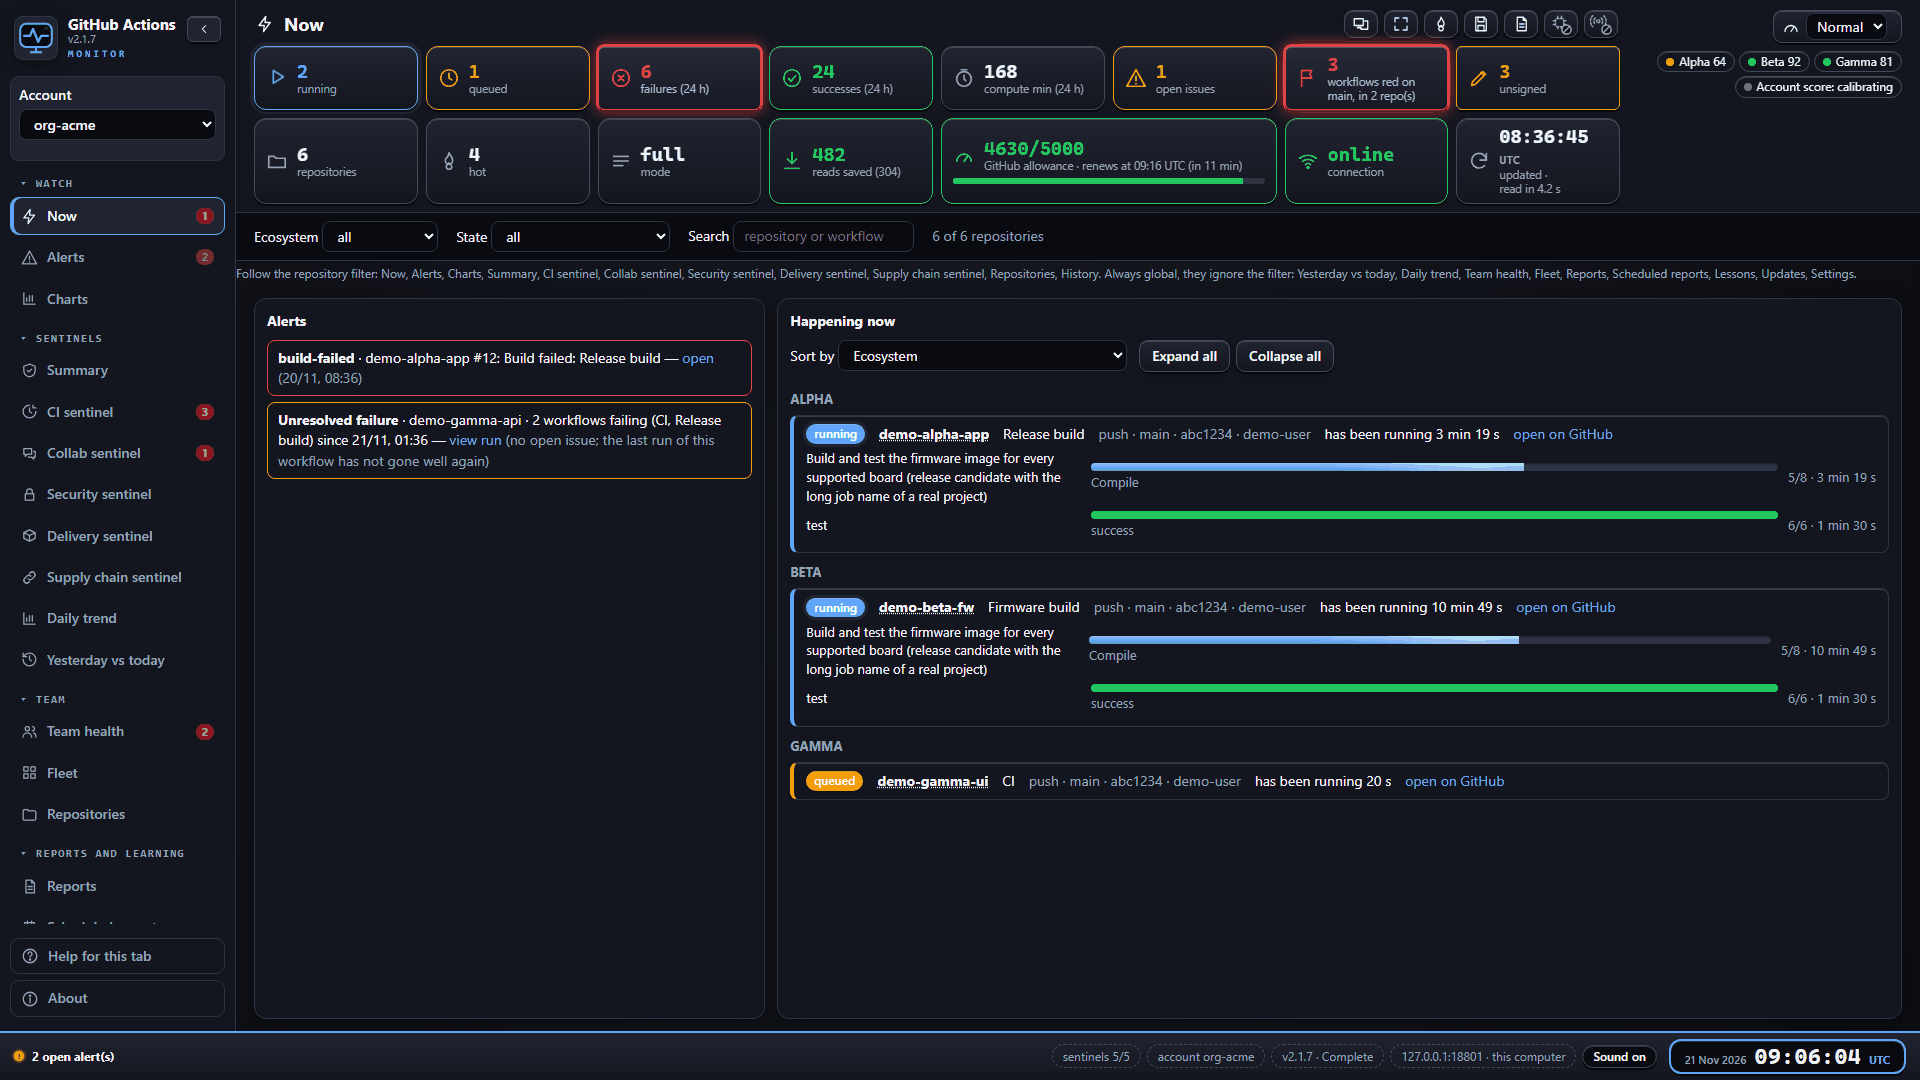 GitHub Actions
v2.1.7
MONITOR
Account
org-acme
WATCH
Now 1
Alerts 2
Charts
SENTINELS
Summary
CI sentinel 3
Collab sentinel 1
Security sentinel
Delivery sentinel
Supply chain sentinel
Daily trend
Yesterday vs today
TEAM
Team health 2
Fleet
Repositories
REPORTS AND LEARNING
Reports
Help for this tab
About
Now
Normal
2 running
1 queued
6 failures (24 h)
24 successes (24 h)
168 compute min (24 h)
1 open issues
3 workflows red on main, in 2 repo(s)
3 unsigned
Alpha 64
Beta 92
Gamma 81
Account score: calibrating
6 repositories
4 hot
full mode
482 reads saved (304)
4630/5000
GitHub allowance · renews at 09:16 UTC (in 11 min)
online connection
08:36:45
UTC
updated ·
read in 4.2 s
Ecosystem all State all Search repository or workflow 6 of 6 repositories
Follow the repository filter: Now, Alerts, Charts, Summary, CI sentinel, Collab sentinel, Security sentinel, Delivery sentinel, Supply chain sentinel, Repositories, History. Always global, they ignore the filter: Yesterday vs today, Daily trend, Team health, Fleet, Reports, Scheduled reports, Lessons, Updates, Settings.
Alerts
build-failed · demo-alpha-app #12: Build failed: Release build — open
(20/11, 08:36)
Unresolved failure · demo-gamma-api · 2 workflows failing (CI, Release
build) since 21/11, 01:36 — view run (no open issue; the last run of this
workflow has not gone well again)
Happening now
Sort by Ecosystem Expand all Collapse all
ALPHA
running demo-alpha-app Release build push · main · abc1234 · demo-user has been running 3 min 19 s open on GitHub
Build and test the firmware image for every
supported board (release candidate with the
long job name of a real project)
Compile
5/8 · 3 min 19 s
test
success
6/6 · 1 min 30 s
BETA
running demo-beta-fw Firmware build push · main · abc1234 · demo-user has been running 10 min 49 s open on GitHub
Build and test the firmware image for every
supported board (release candidate with the
long job name of a real project)
Compile
5/8 · 10 min 49 s
test
success
6/6 · 1 min 30 s
GAMMA
queued demo-gamma-ui CI push · main · abc1234 · demo-user has been running 20 s open on GitHub
2 open alert(s)
sentinels 5/5
account org-acme
v2.1.7 · Complete
127.0.0.1:18801 · this computer
Sound on
21 Nov 2026 09:06:04 UTC